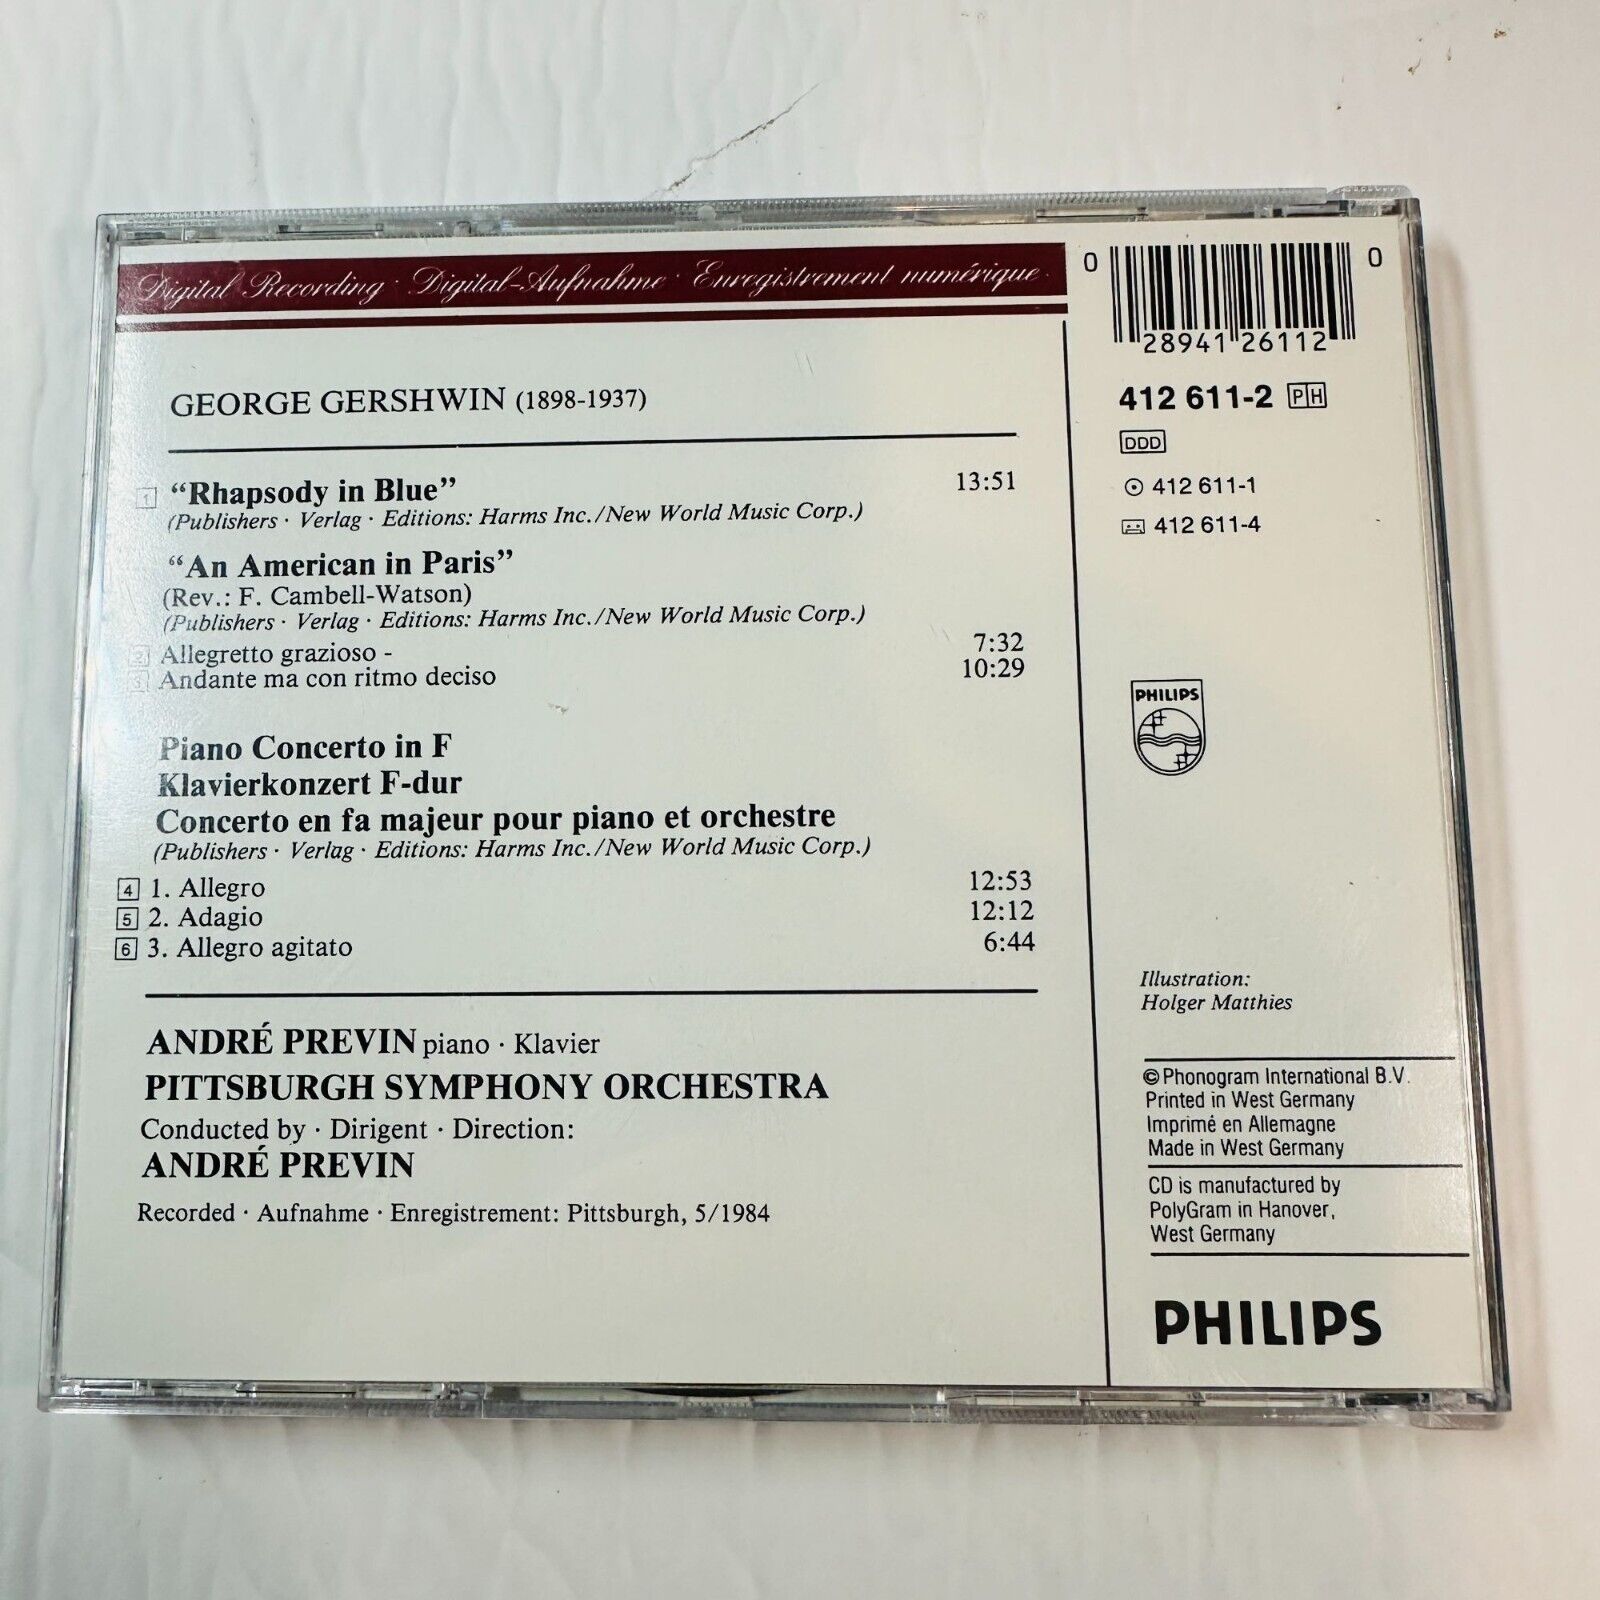 Digital Recording · Digital-Aufnahme · Enregistrement numérique ·
GEORGE GERSHWIN (1898-1937)
1 “Rhapsody in Blue” 13:51
(Publishers · Verlag · Editions: Harms Inc./New World Music Corp.)
“An American in Paris”
(Rev.: F. Cambell-Watson)
(Publishers · Verlag · Editions: Harms Inc./New World Music Corp.)
2 Allegretto grazioso - 7:32
3 Andante ma con ritmo deciso 10:29
Piano Concerto in F
Klavierkonzert F-dur
Concerto en fa majeur pour piano et orchestre
(Publishers · Verlag · Editions: Harms Inc./New World Music Corp.)
4 1. Allegro 12:53
5 2. Adagio 12:12
6 3. Allegro agitato 6:44
ANDRÉ PREVIN piano · Klavier
PITTSBURGH SYMPHONY ORCHESTRA
Conducted by · Dirigent · Direction:
ANDRÉ PREVIN
Recorded · Aufnahme · Enregistrement: Pittsburgh, 5/1984
0 28941 26112 0
412 611-2 PH
DDD
412 611-1
412 611-4
PHILIPS
Illustration:
Holger Matthies
© Phonogram International B.V.
Printed in West Germany
Imprimé en Allemagne
Made in West Germany
CD is manufactured by
PolyGram in Hanover,
West Germany
PHILIPS